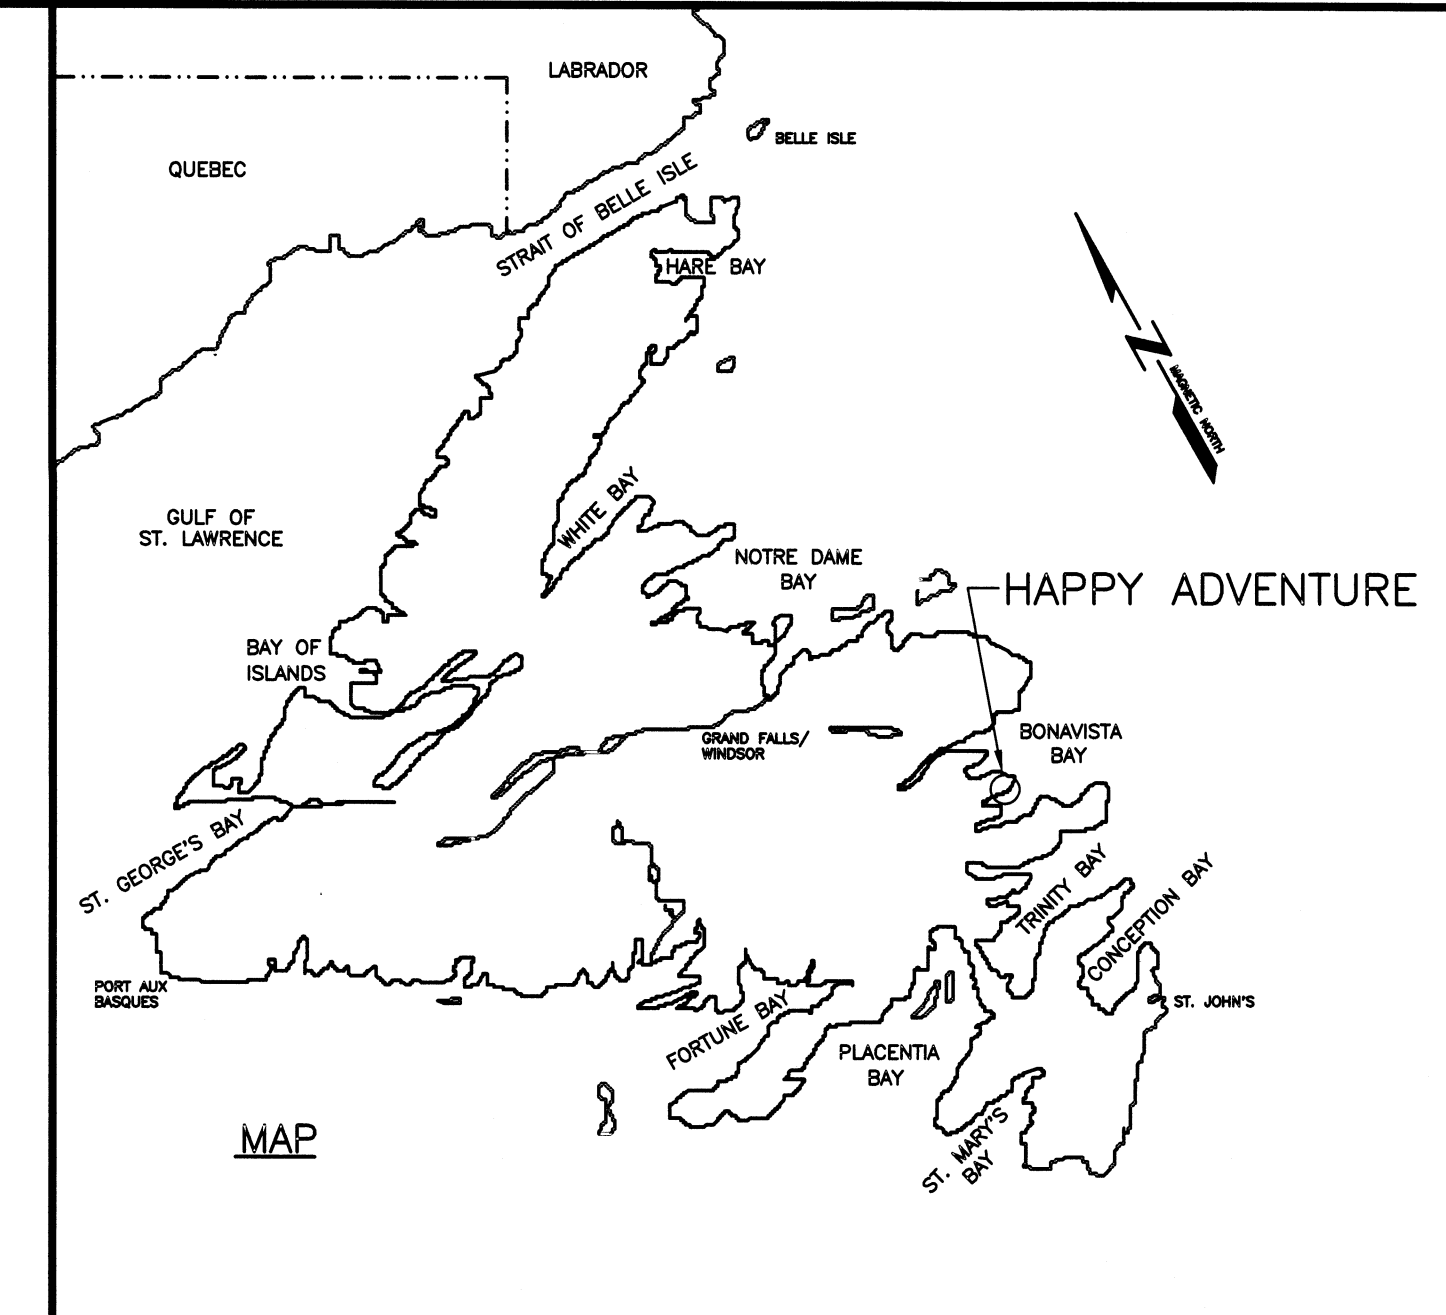 LABRADOR
BELLE ISLE
QUEBEC
STRAIT OF BELLE ISLE
HARE BAY
MAGNETIC NORTH
WHITE BAY
GULF OF
ST. LAWRENCE
NOTRE DAME
BAY
HAPPY ADVENTURE
BAY OF
ISLANDS
GRAND FALLS/
WINDSOR
BONAVISTA
BAY
ST. GEORGE'S BAY
TRINITY BAY
CONCEPTION BAY
PORT AUX
BASQUES
ST. JOHN'S
FORTUNE BAY
PLACENTIA
BAY
ST. MARY'S
BAY
MAP